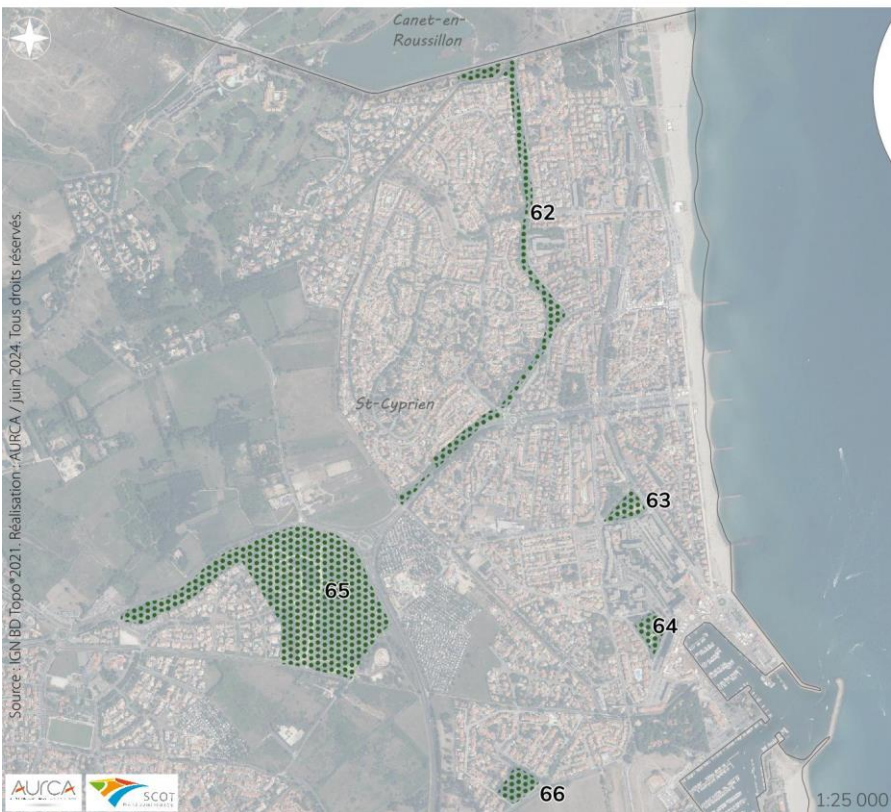 Canet-en-
Roussillon
62
St-Cyprien
63
65
64
66
Source : IGN BD Topo®2021. Réalisation : AURCA / juin 2024. Tous droits réservés.
AURCA
SCOT
1:25 000